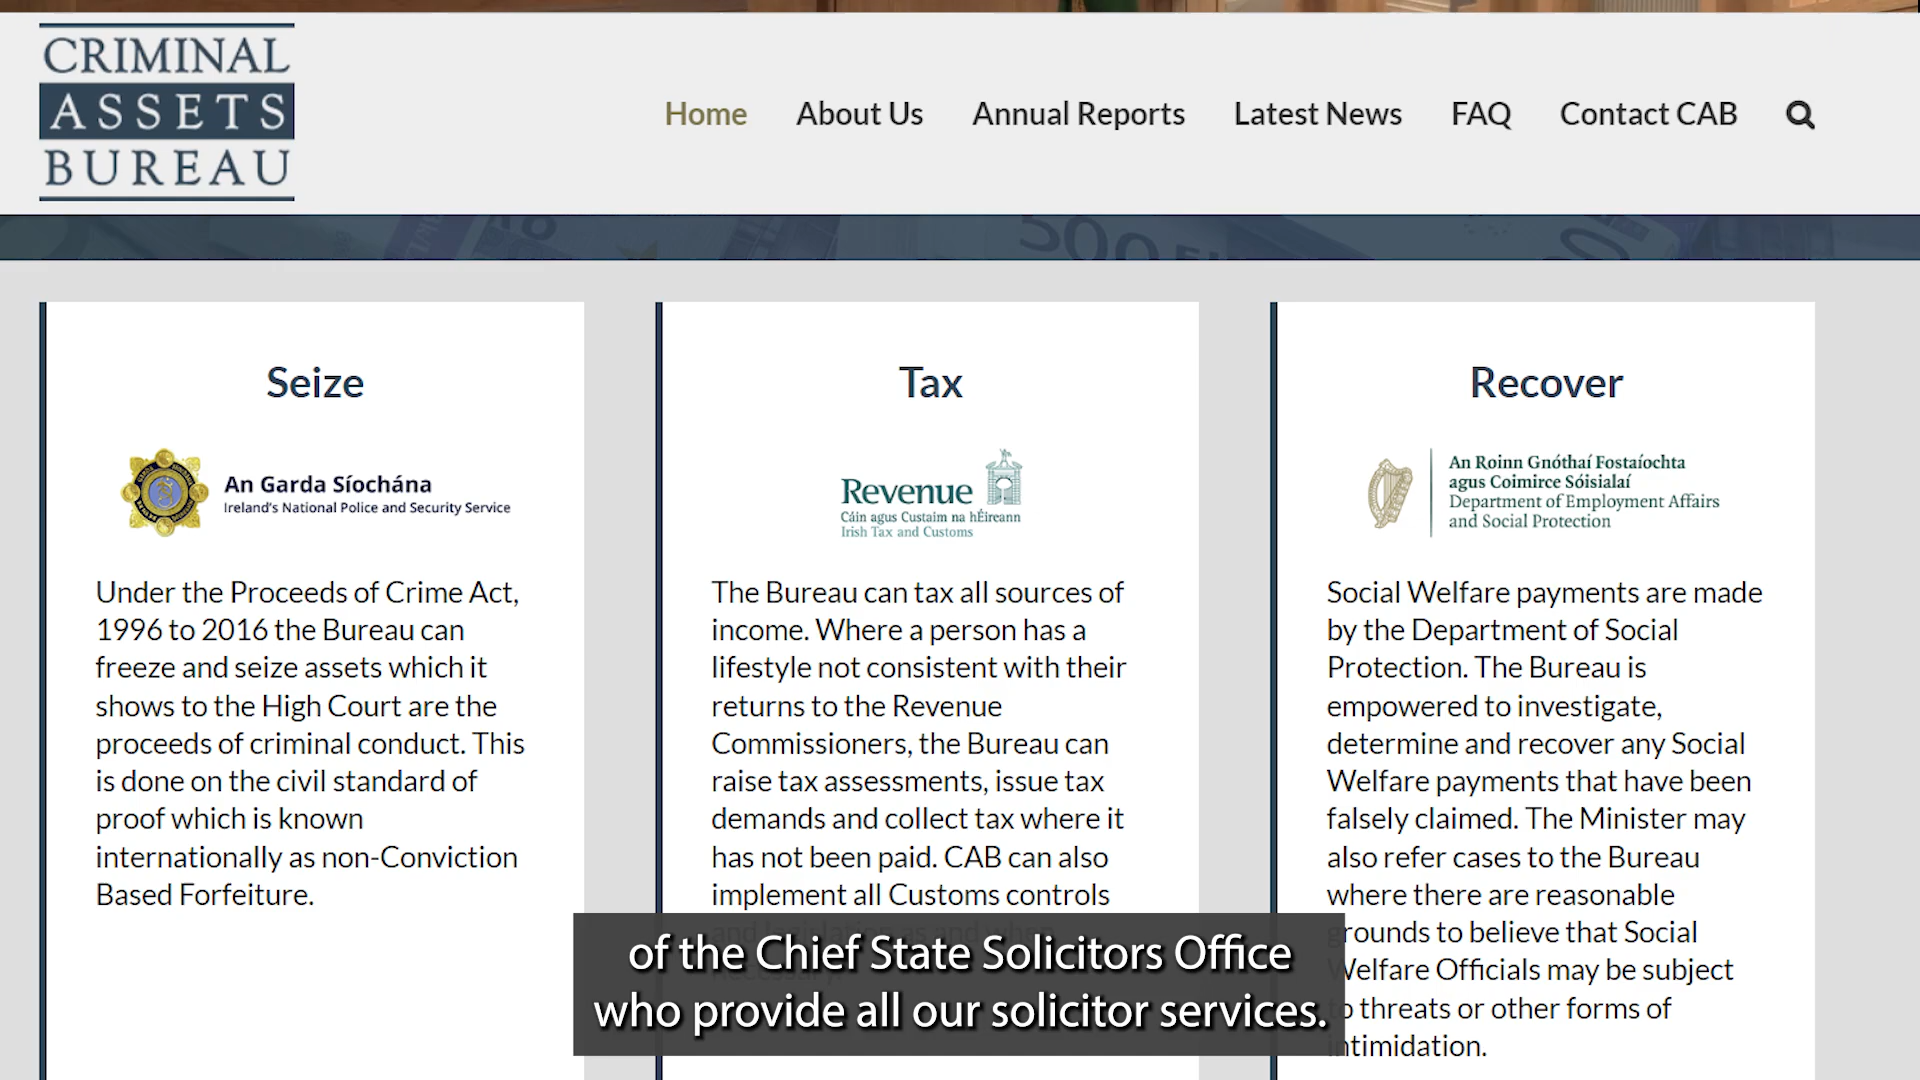 CRIMINAL
ASSETS
BUREAU
Home About Us Annual Reports Latest News FAQ Contact CAB
500
Seize
An Garda Síochána
Ireland's National Police and Security Service
Under the Proceeds of Crime Act,
1996 to 2016 the Bureau can
freeze and seize assets which it
shows to the High Court are the
proceeds of criminal conduct. This
is done on the civil standard of
proof which is known
internationally as non-Conviction
Based Forfeiture.
Tax
Revenue
Cáin agus Custaim na hÉireann
Irish Tax and Customs
The Bureau can tax all sources of
income. Where a person has a
lifestyle not consistent with their
returns to the Revenue
Commissioners, the Bureau can
raise tax assessments, issue tax
demands and collect tax where it
has not been paid. CAB can also
implement all Customs controls
and legislation as and when
Recover
An Roinn Gnóthaí Fostaíochta
agus Coimirce Sóisialaí
Department of Employment Affairs
and Social Protection
Social Welfare payments are made
by the Department of Social
Protection. The Bureau is
empowered to investigate,
determine and recover any Social
Welfare payments that have been
falsely claimed. The Minister may
also refer cases to the Bureau
where there are reasonable
grounds to believe that Social
Welfare Officials may be subject
to threats or other forms of
intimidation.
of the Chief State Solicitors Office
who provide all our solicitor services.